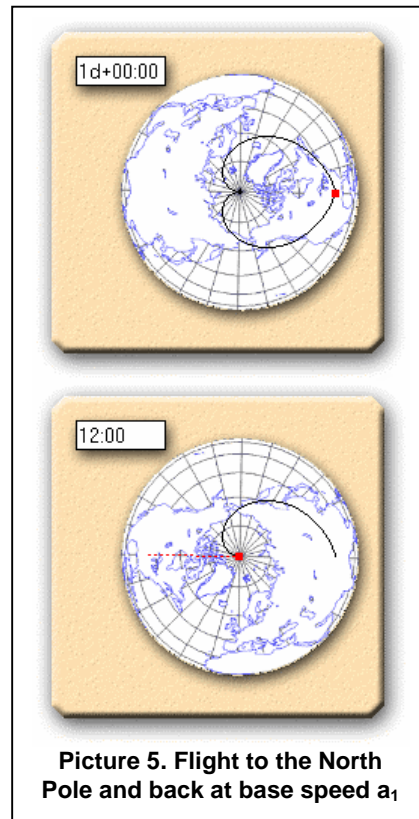 1d+00:00
12:00
Picture 5. Flight to the North
Pole and back at base speed a₁